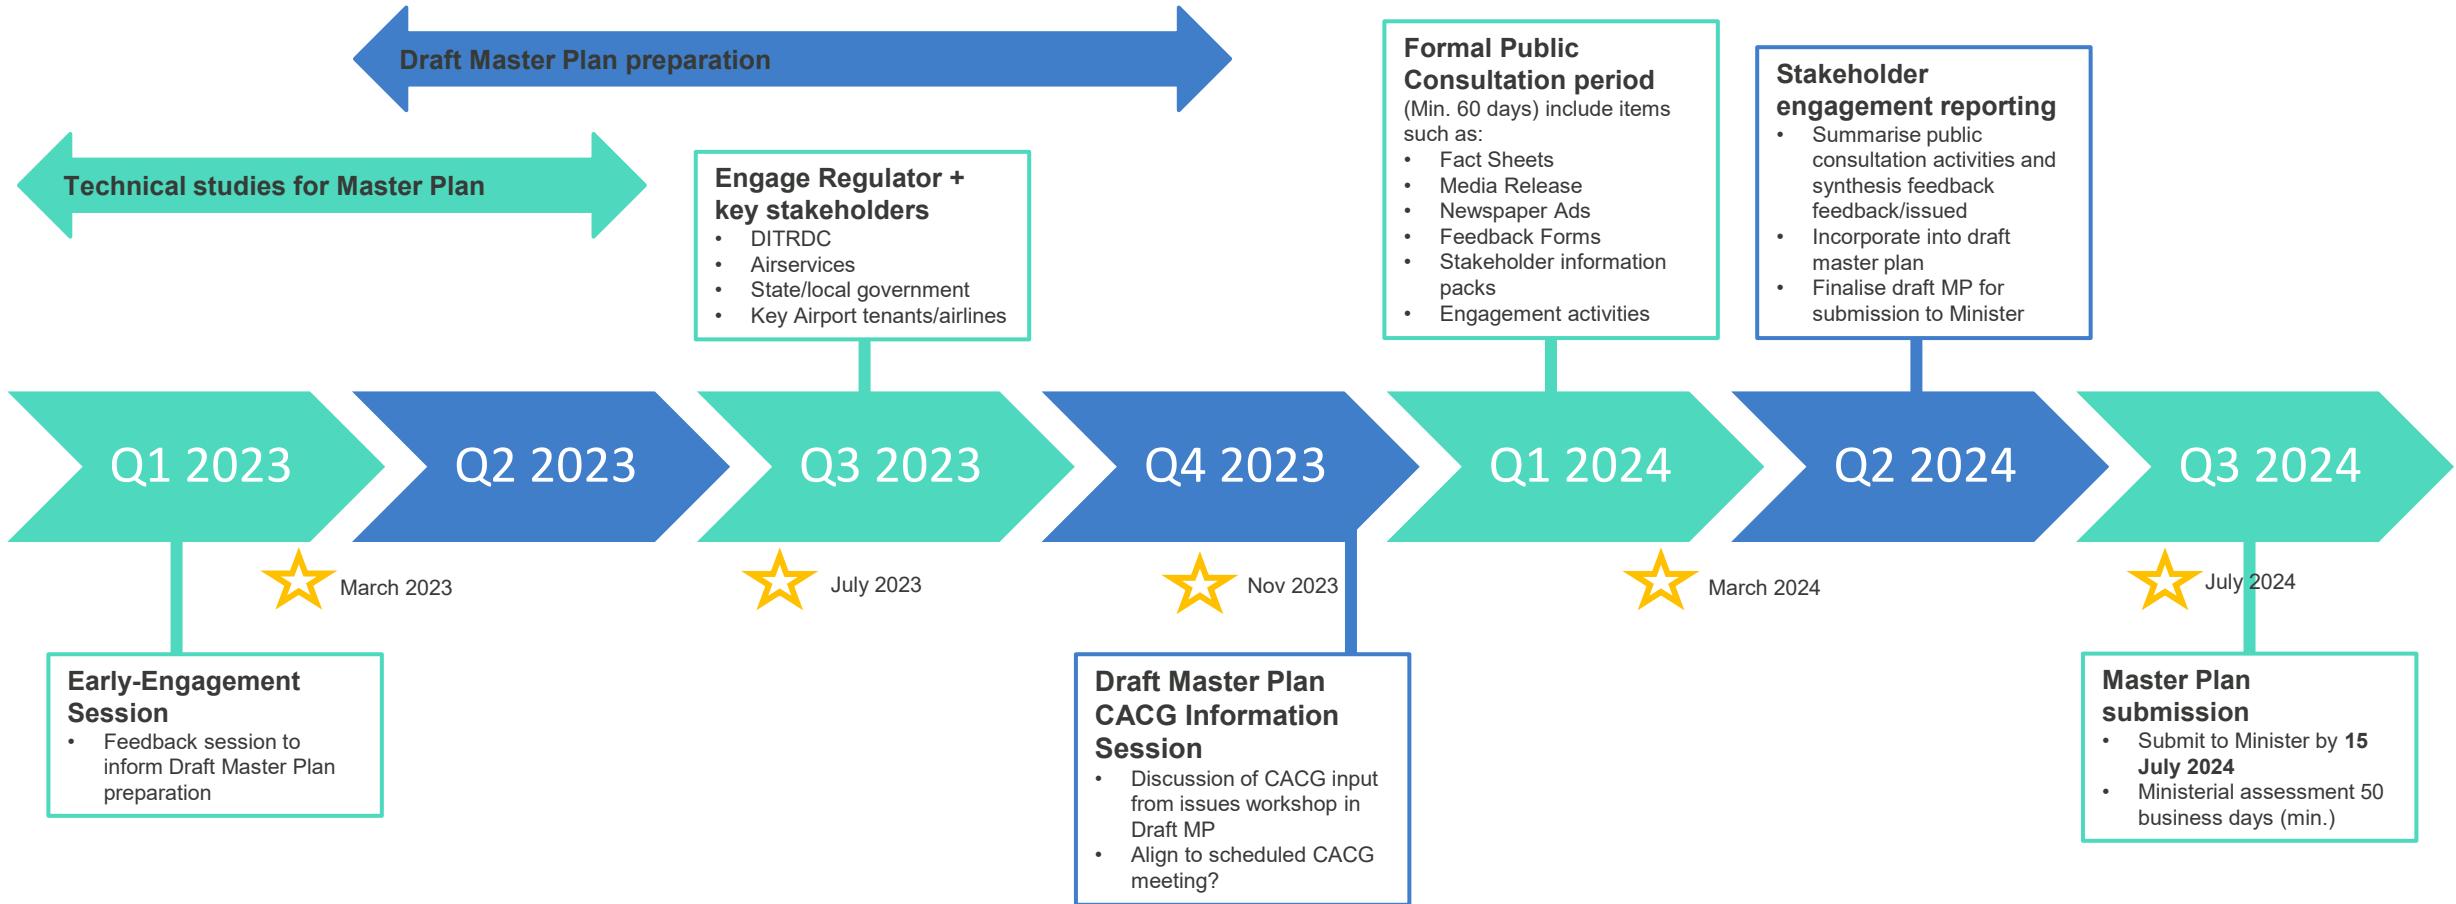 Draft Master Plan preparation
Technical studies for Master Plan
Engage Regulator +
key stakeholders
• DITRDC
• Airservices
• State/local government
• Key Airport tenants/airlines
Formal Public
Consultation period
(Min. 60 days) include items
such as:
• Fact Sheets
• Media Release
• Newspaper Ads
• Feedback Forms
• Stakeholder information
packs
• Engagement activities
Stakeholder
engagement reporting
• Summarise public
consultation activities and
synthesis feedback
feedback/issued
• Incorporate into draft
master plan
• Finalise draft MP for
submission to Minister
Q1 2023
Q2 2023
Q3 2023
Q4 2023
Q1 2024
Q2 2024
Q3 2024
March 2023
July 2023
Nov 2023
March 2024
July 2024
Early-Engagement
Session
• Feedback session to
inform Draft Master Plan
preparation
Draft Master Plan
CACG Information
Session
• Discussion of CACG input
from issues workshop in
Draft MP
• Align to scheduled CACG
meeting?
Master Plan
submission
• Submit to Minister by 15
July 2024
• Ministerial assessment 50
business days (min.)